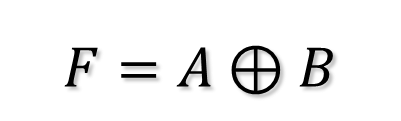 F = A ⊕ B